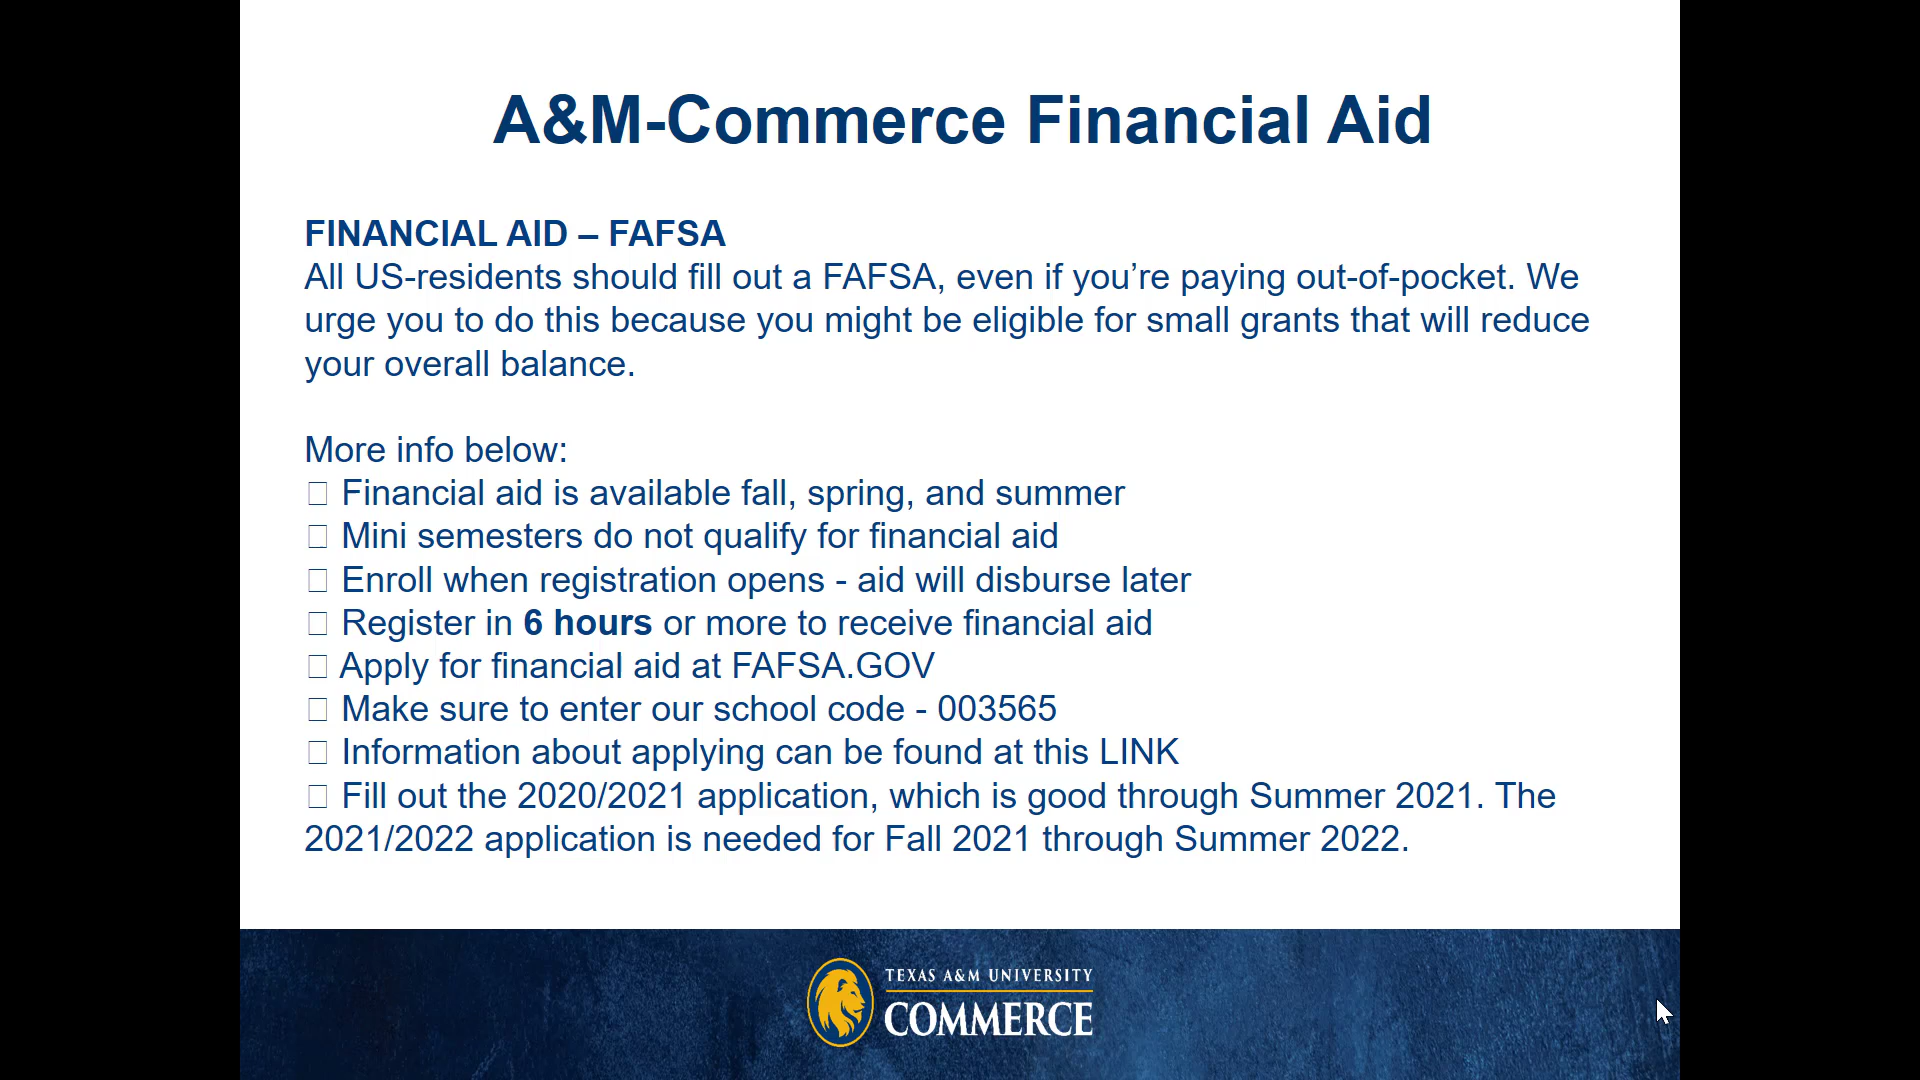 A&M-Commerce Financial Aid
FINANCIAL AID – FAFSA
All US-residents should fill out a FAFSA, even if you’re paying out-of-pocket. We
urge you to do this because you might be eligible for small grants that will reduce
your overall balance.
More info below:
Financial aid is available fall, spring, and summer
Mini semesters do not qualify for financial aid
Enroll when registration opens - aid will disburse later
Register in 6 hours or more to receive financial aid
Apply for financial aid at FAFSA.GOV
Make sure to enter our school code - 003565
Information about applying can be found at this LINK
Fill out the 2020/2021 application, which is good through Summer 2021. The
2021/2022 application is needed for Fall 2021 through Summer 2022.
TEXAS A&M UNIVERSITY
COMMERCE